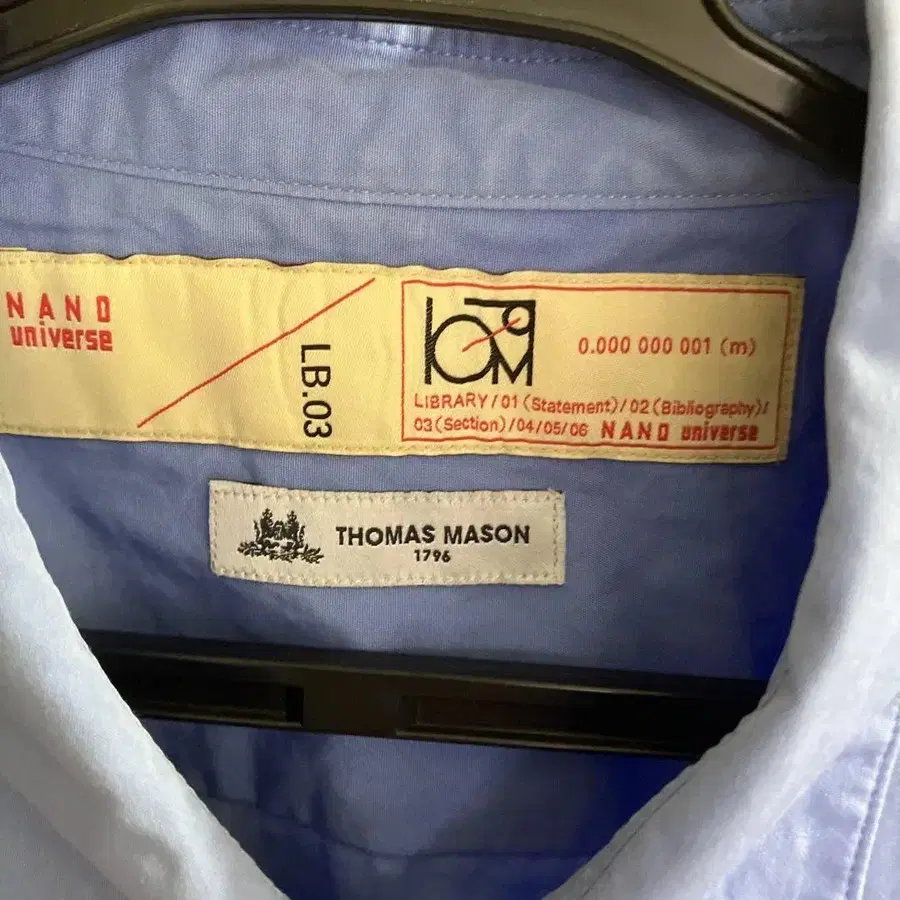 NANO
universe
LB.03
0.000 000 001 (m)
LIBRARY/01 (Statement)/02 (Bibliography)/
03 (Section)/04/05/06 NANO universe
THOMAS MASON
1796